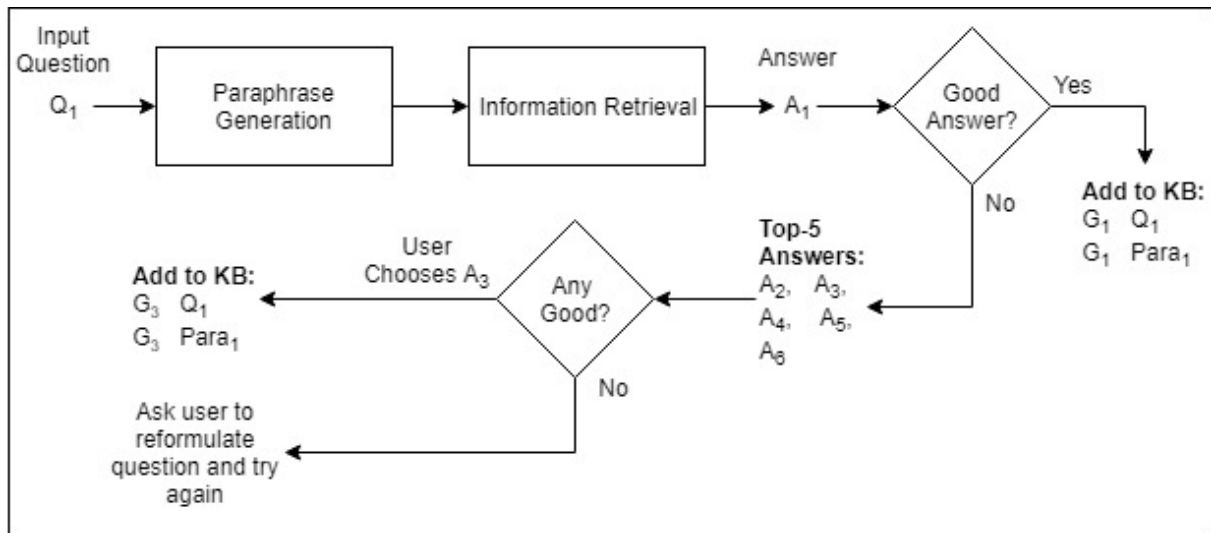 Input
Question
Q₁
Paraphrase
Generation
Information Retrieval
Answer
A₁
Good
Answer?
Yes
Add to KB:
G₁ Q₁
G₁ Para₁
No
Top-5
Answers:
A₂, A₃,
A₄, A₅,
A₆
Any
Good?
User
Chooses A₃
Add to KB:
G₃ Q₁
G₃ Para₁
No
Ask user to
reformulate
question and try
again